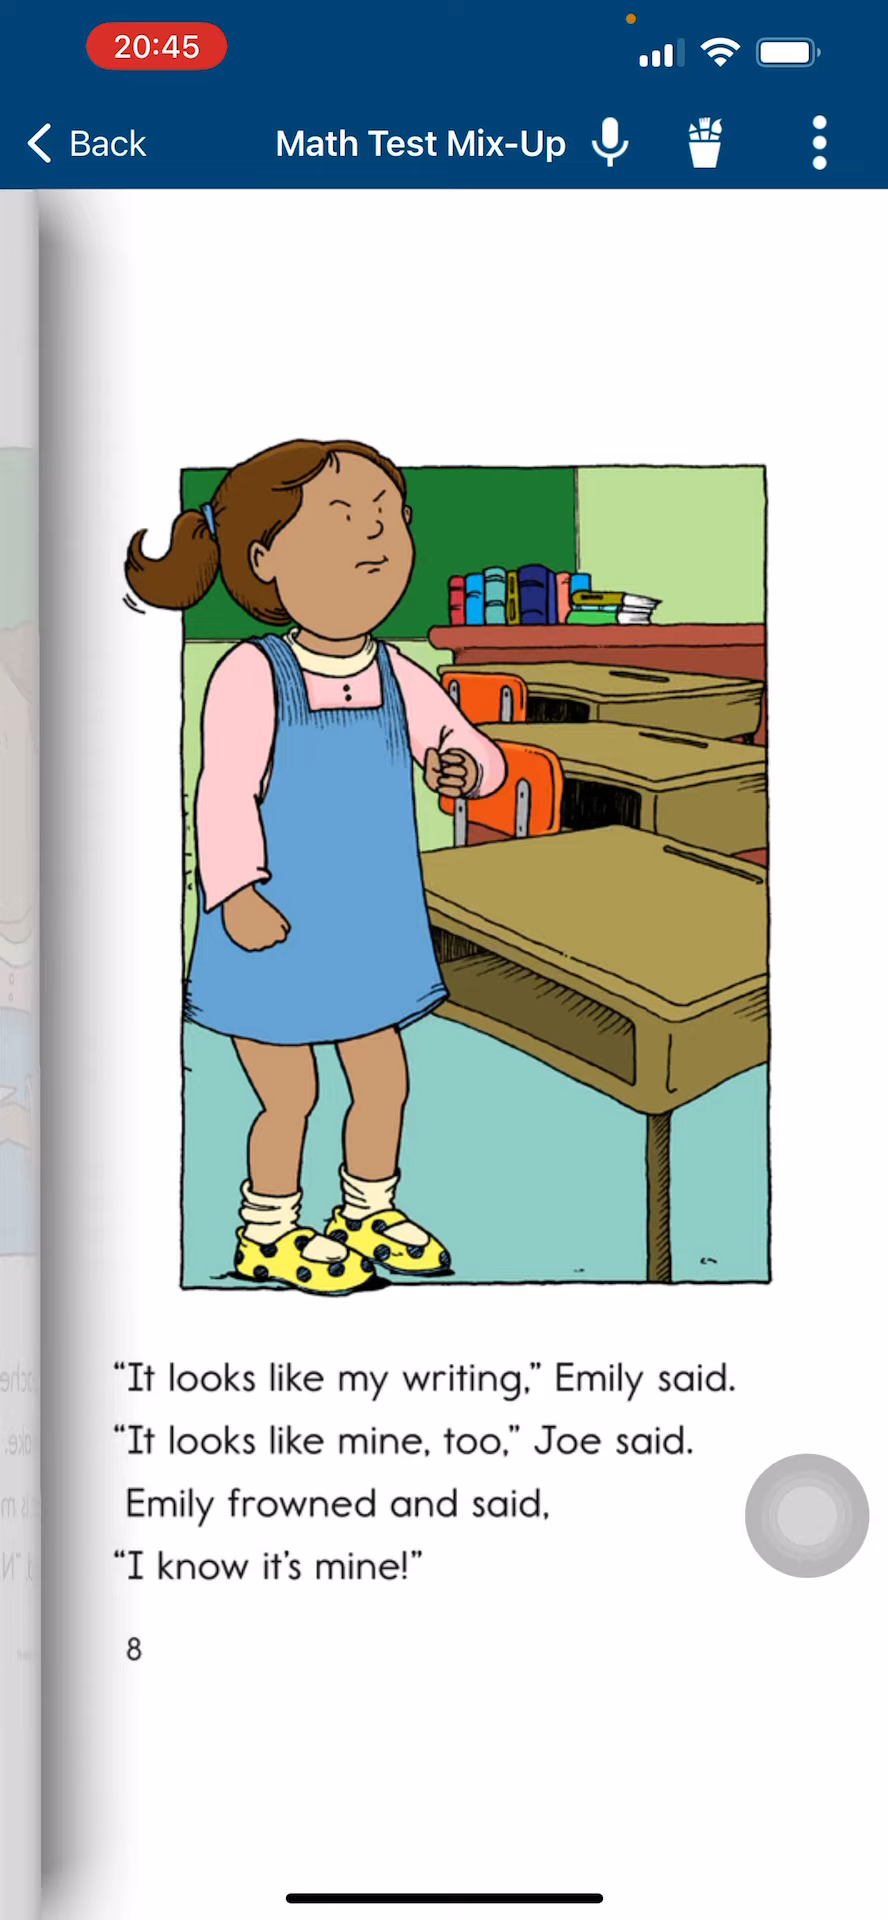 20:45
Back
Math Test Mix-Up
“It looks like my writing,” Emily said.
“It looks like mine, too,” Joe said.
Emily frowned and said,
“I know it’s mine!”
8